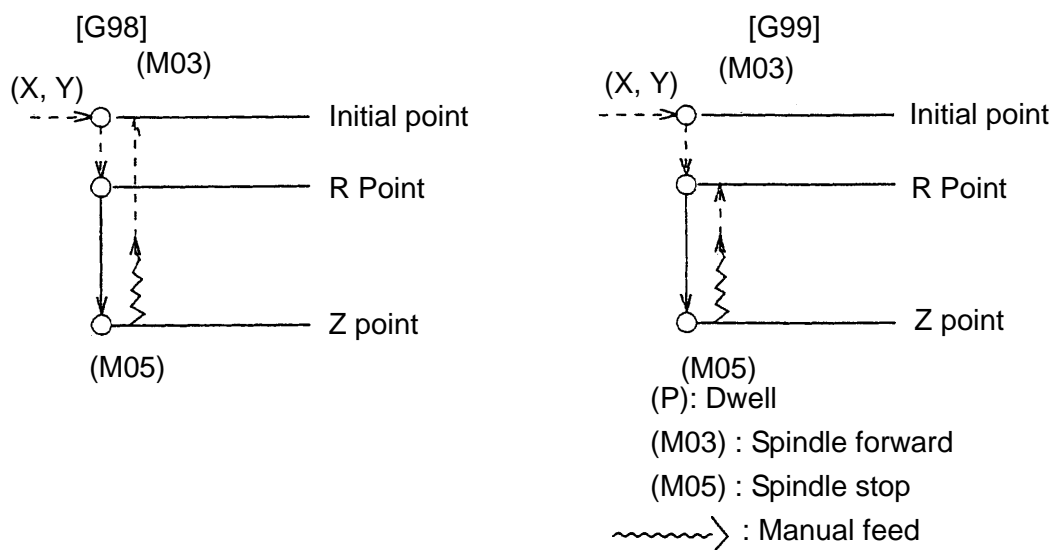 [G98]
(M03)
(X, Y)
Initial point
R Point
Z point
(M05)
[G99]
(M03)
(X, Y)
Initial point
R Point
Z point
(M05)
(P): Dwell
(M03) : Spindle forward
(M05) : Spindle stop
: Manual feed